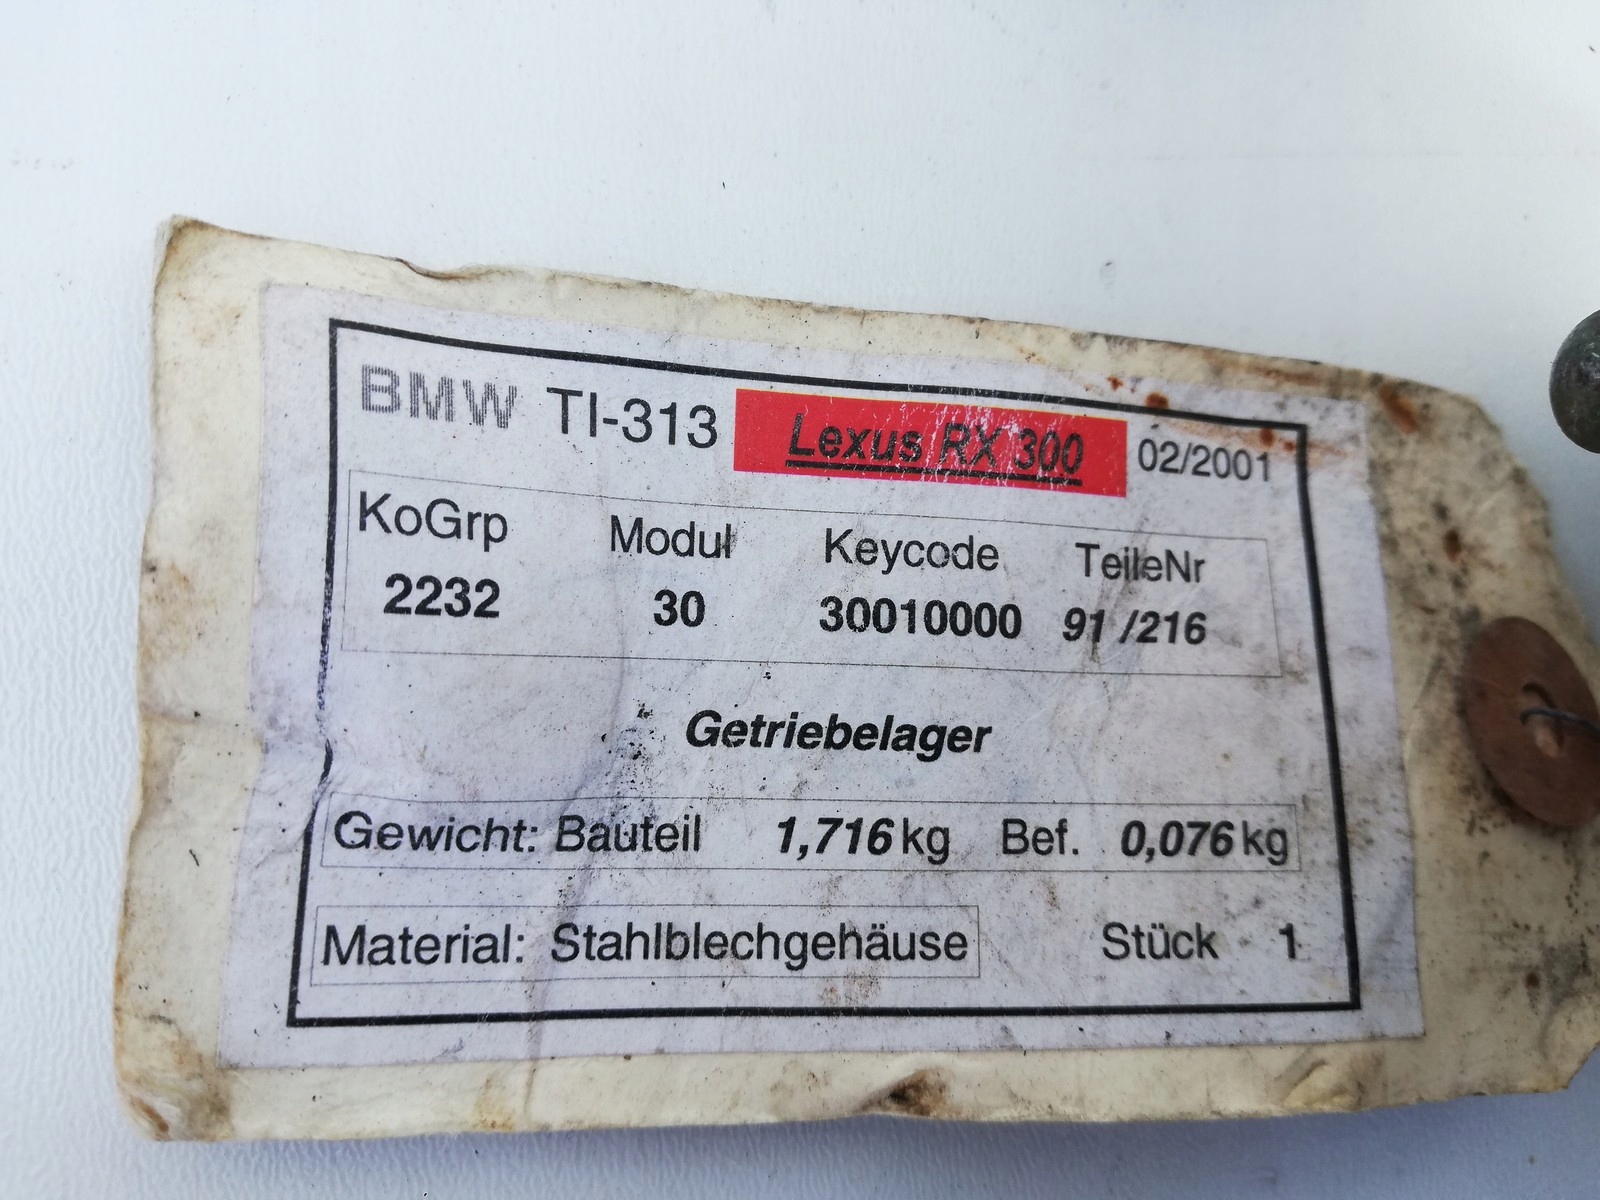 BMW TI-313 Lexus RX 300 02/2001
KoGrp Modul Keycode TeileNr
2232 30 30010000 91 /216
Getriebelager
Gewicht: Bauteil 1,716 kg Bef. 0,076 kg
Material: Stahlblechgehäuse Stück 1